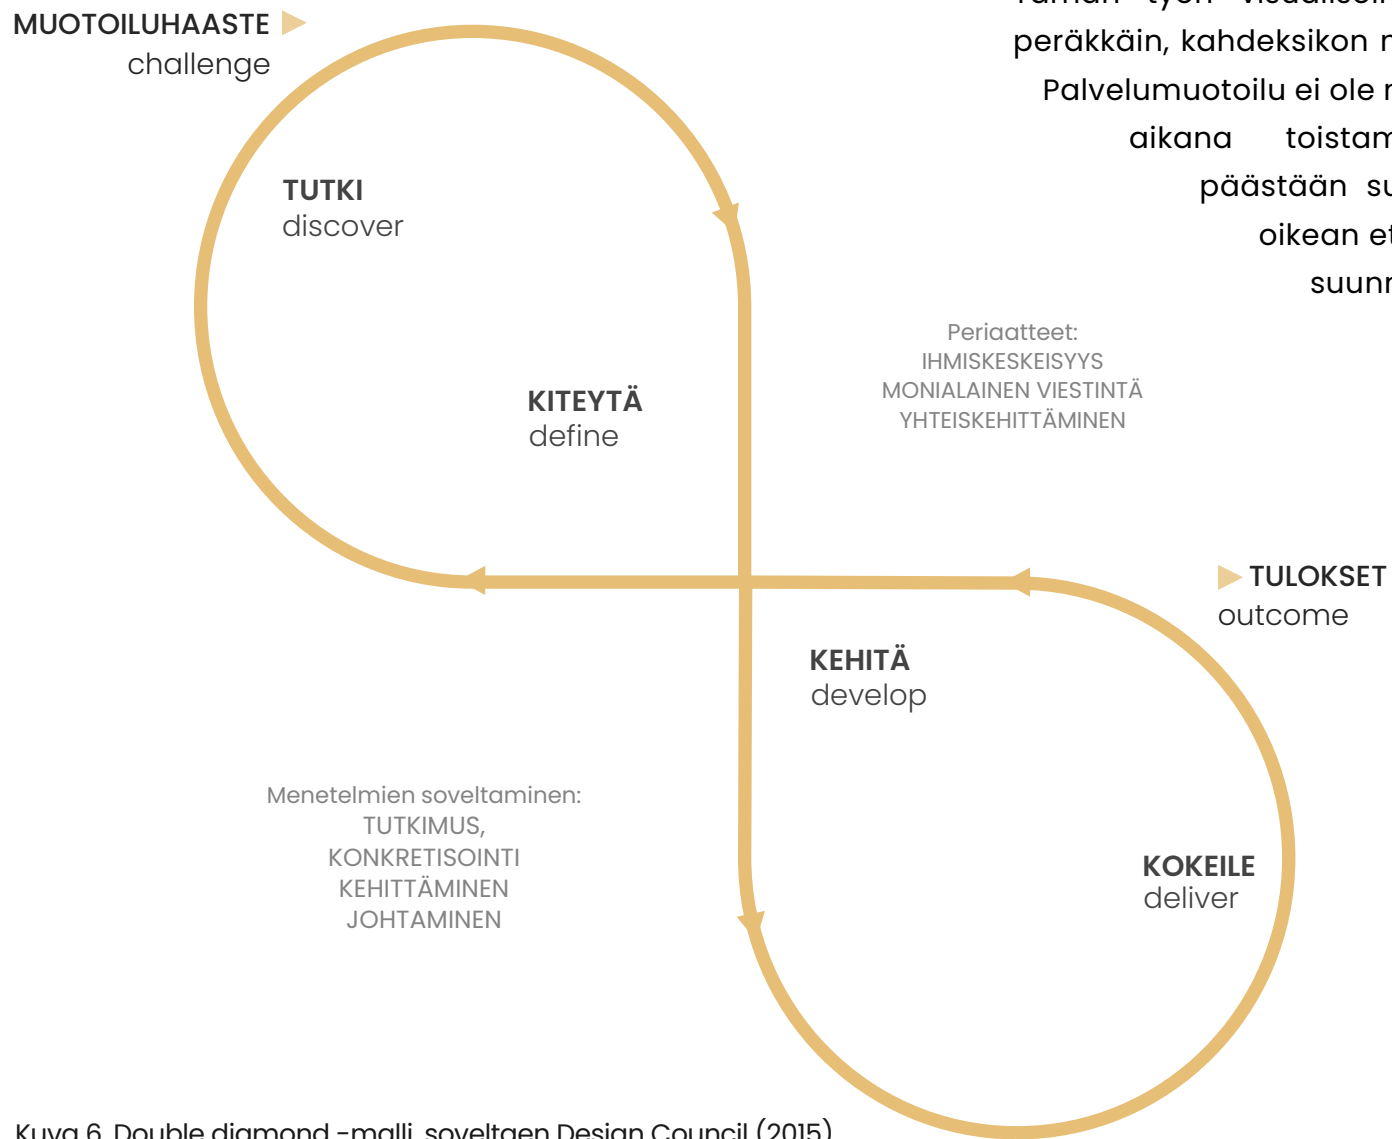 MUOTOILUHAASTE
challenge
peräkkäin, kahdeksikon
Palvelumuotoilu ei ole
aikana
päästään
oikean
TUTKI
discover
KITEYTÄ
define
Periaatteet:
IHMISKESKEISYYS
MONIALAINEN VIESTINTÄ
YHTEISKEHITTÄMINEN
TULOKSET
outcome
KEHITÄ
develop
Menetelmien soveltaminen:
TUTKIMUS,
KONKRETISOINTI
KEHITTÄMINEN
JOHTAMINEN
KOKEILE
deliver
Kuva 6. Double diamond -malli, soveltaen Design Council (2015)